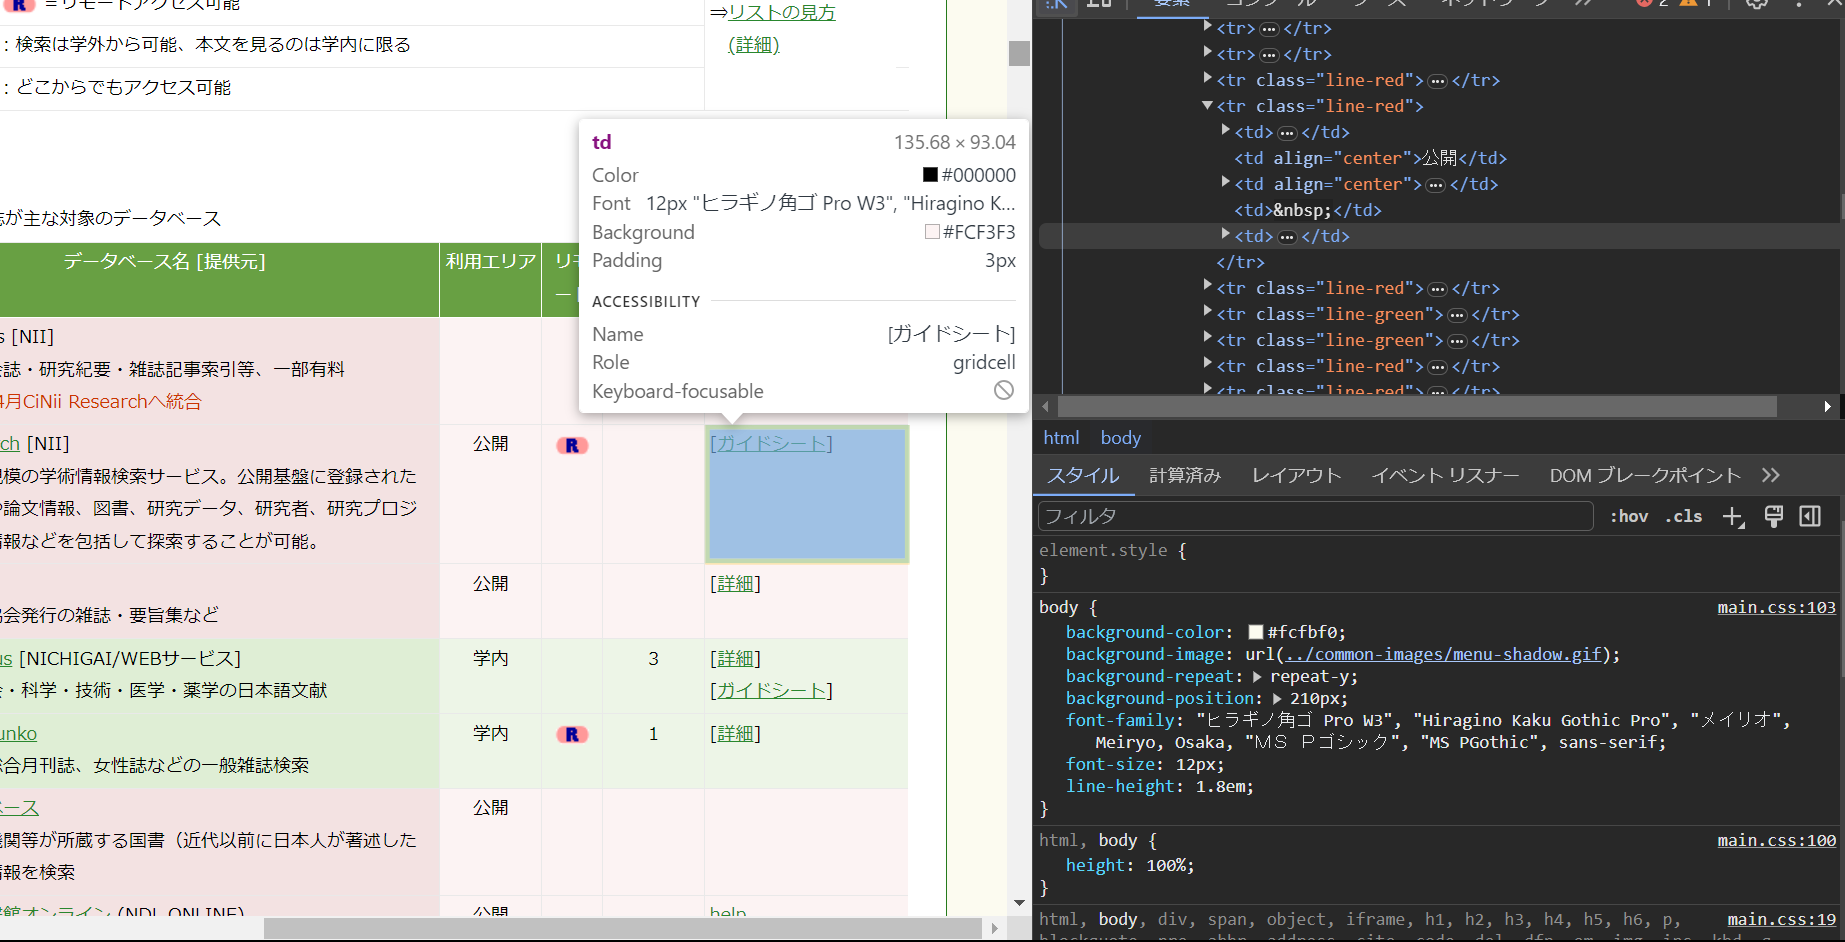 R =リモートアクセス可能
: 検索は学外から可能、本文を見るのは学内に限る
: どこからでもアクセス可能
⇒リストの見方
(詳細)
誌が主な対象のデータベース
データベース名 [提供元]
利用エリア
s [NII]
会誌・研究紀要・雑誌記事索引等、一部有料
4月CiNii Researchへ統合
rch [NII]
規模の学術情報検索サービス。公開基盤に登録された
や論文情報、図書、研究データ、研究者、研究プロジ
情報などを包括して探索することが可能。
公開
R
[ガイドシート]
協会発行の雑誌・要旨集など
公開
[詳細]
us [NICHIGAI/WEBサービス]
会・科学・技術・医学・薬学の日本語文献
学内
3
[詳細]
[ガイドシート]
unko
総合月刊誌、女性誌などの一般雑誌検索
学内
R
1
[詳細]
ベース
機関等が所蔵する国書（近代以前に日本人が著述した
情報を検索
公開
館オンライン (NDL ONLINE)
公開
help
td
135.68 × 93.04
Color
#000000
Font
12px "ヒラギノ角ゴ Pro W3", "Hiragino K...
Background
#FCF3F3
Padding
3px
ACCESSIBILITY
Name
[ガイドシート]
Role
gridcell
Keyboard-focusable
要素
コンソール
2
1
<tr>…</tr>
<tr>…</tr>
<tr class="line-red">…</tr>
<tr class="line-red">
<td>…</td>
<td align="center">公開</td>
<td align="center">…</td>
<td>&nbsp;</td>
<td>…</td>
</tr>
<tr class="line-red">…</tr>
<tr class="line-green">…</tr>
<tr class="line-green">…</tr>
<tr class="line-red">…</tr>
<tr class="line-red">…</tr>
html body
スタイル
計算済み
レイアウト
イベント リスナー
DOM ブレークポイント
フィルタ
:hov .cls
element.style {
}
body {
main.css:103
background-color: #fcfbf0;
background-image: url(../common-images/menu-shadow.gif);
background-repeat: repeat-y;
background-position: 210px;
font-family: "ヒラギノ角ゴ Pro W3", "Hiragino Kaku Gothic Pro", "メイリオ",
Meiryo, Osaka, "ＭＳ Ｐゴシック", "MS PGothic", sans-serif;
font-size: 12px;
line-height: 1.8em;
}
html, body {
main.css:100
height: 100%;
}
html, body, div, span, object, iframe, h1, h2, h3, h4, h5, h6, p,
main.css:19